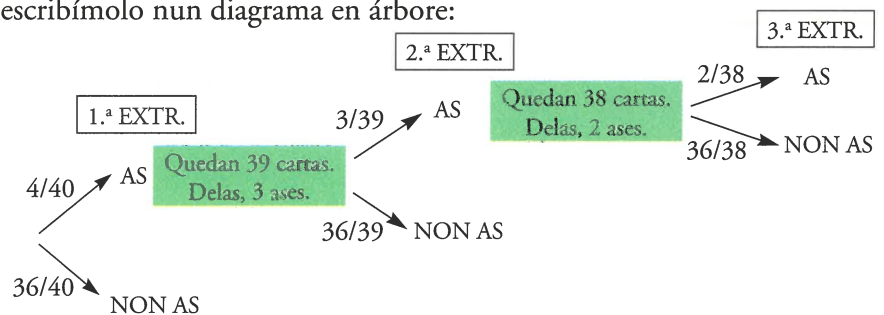 escribímolo nun diagrama en árbore:
3.ª EXTR.
2.ª EXTR.
2/38
AS
1.ª EXTR.
3/39
AS
Quedan 38 cartas.
Delas, 2 ases.
36/38
NON AS
4/40
AS
Quedan 39 cartas.
Delas, 3 ases.
36/39
NON AS
36/40
NON AS